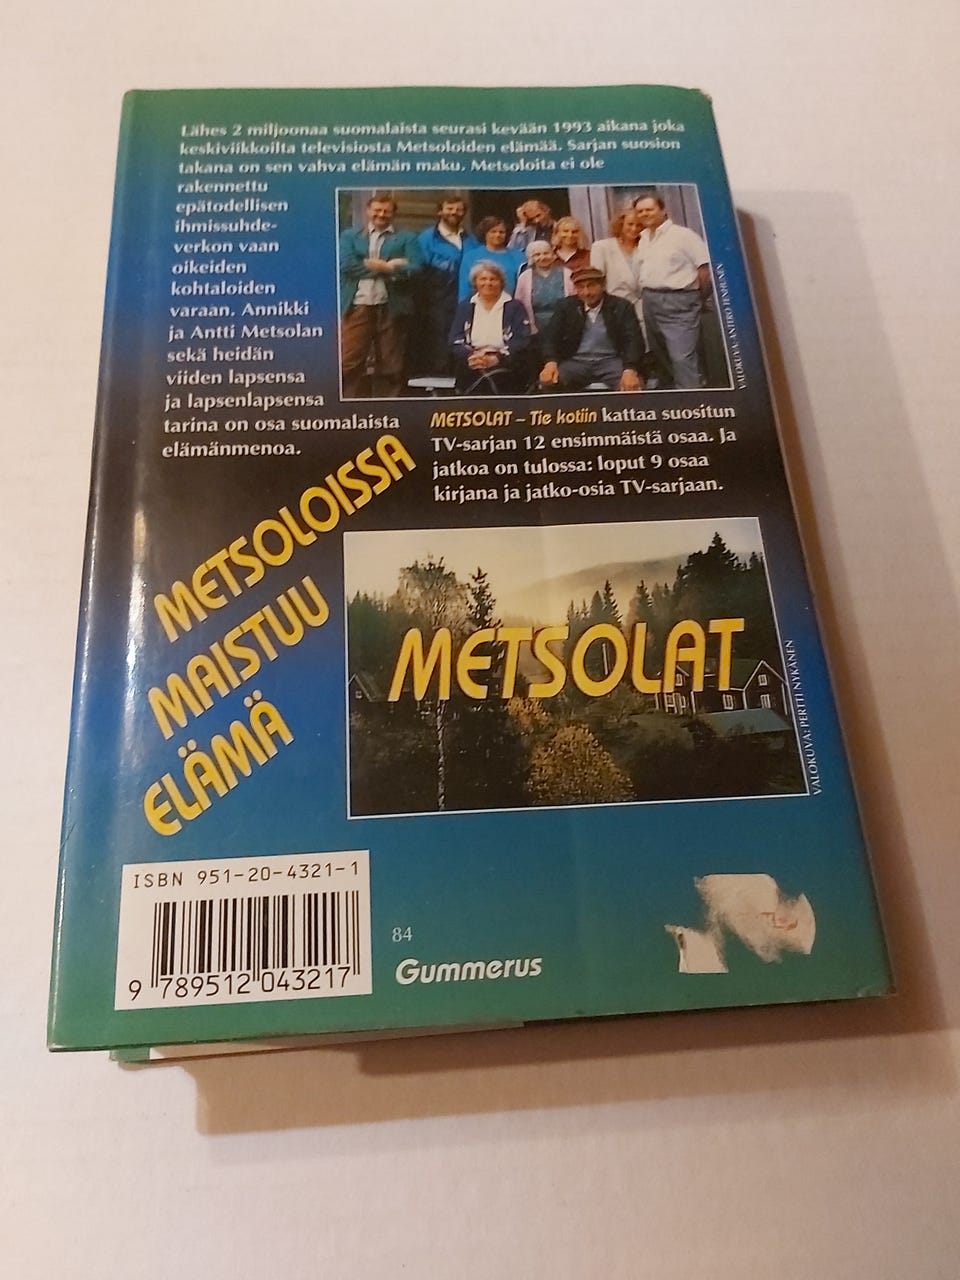 Lähes 2 miljoonaa suomalaista seurasi kevään 1993 aikana joka
keskiviikkoilta televisiosta Metsoloiden elämää. Sarjan suosion
takana on sen vahva elämän maku. Metsoloita ei ole
rakennettu
epätodellisen
ihmissuhde-
verkon vaan
oikeiden
kohtaloiden
varaan. Annikki
ja Antti Metsolan
sekä heidän
viiden lapsensa
ja lapsenlapsensa
tarina on osa suomalaista
elämänmenoa.
VALOKUVA: ANTERO TENHUNEN
METSOLAT – Tie kotiin kattaa suositun
TV-sarjan 12 ensimmäistä osaa. Ja
jatkoa on tulossa: loput 9 osaa
kirjana ja jatko-osia TV-sarjaan.
METSOLOISSA
MAISTUU
ELÄMÄ
METSOLAT
VALOKUVA: PERTTI NYKÄNEN
ISBN 951-20-4321-1
9 789512 043217
84
Gummerus